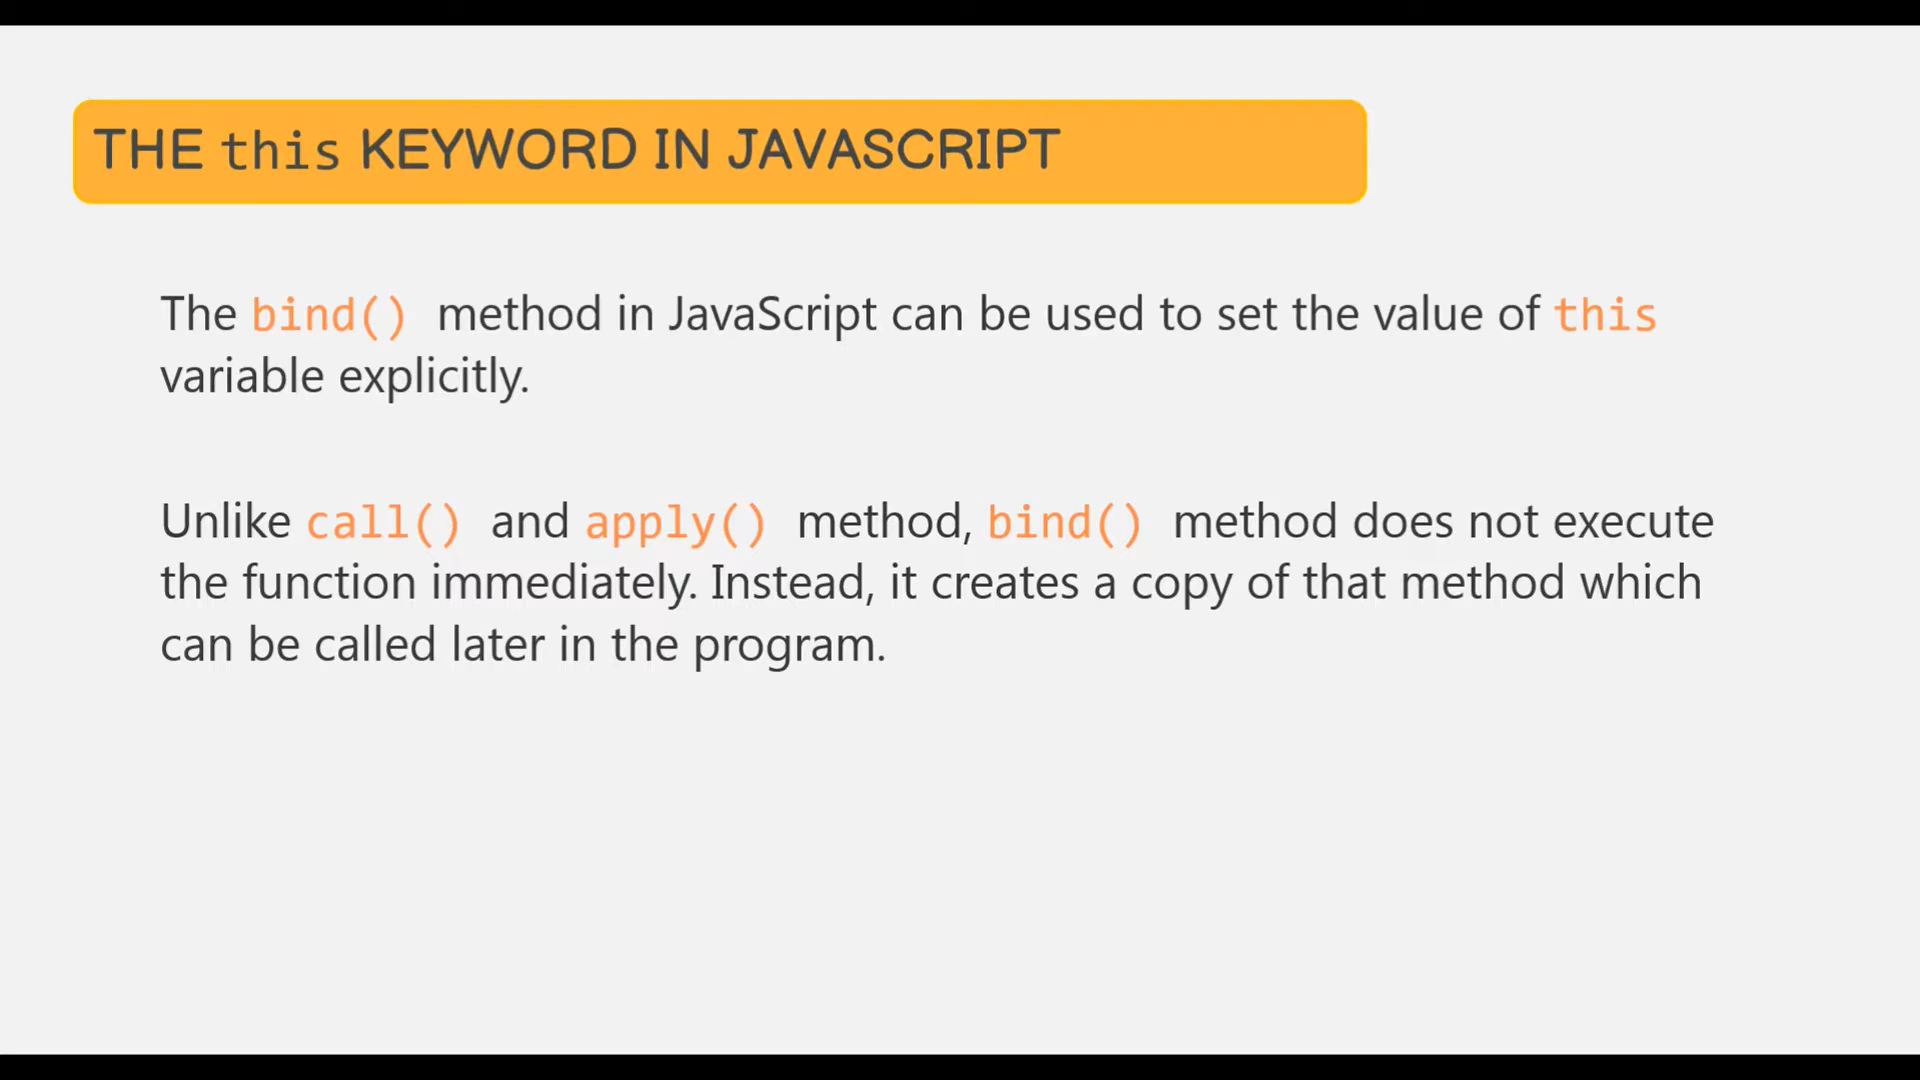 THE this KEYWORD IN JAVASCRIPT
The bind() method in JavaScript can be used to set the value of this
variable explicitly.
Unlike call() and apply() method, bind() method does not execute
the function immediately. Instead, it creates a copy of that method which
can be called later in the program.